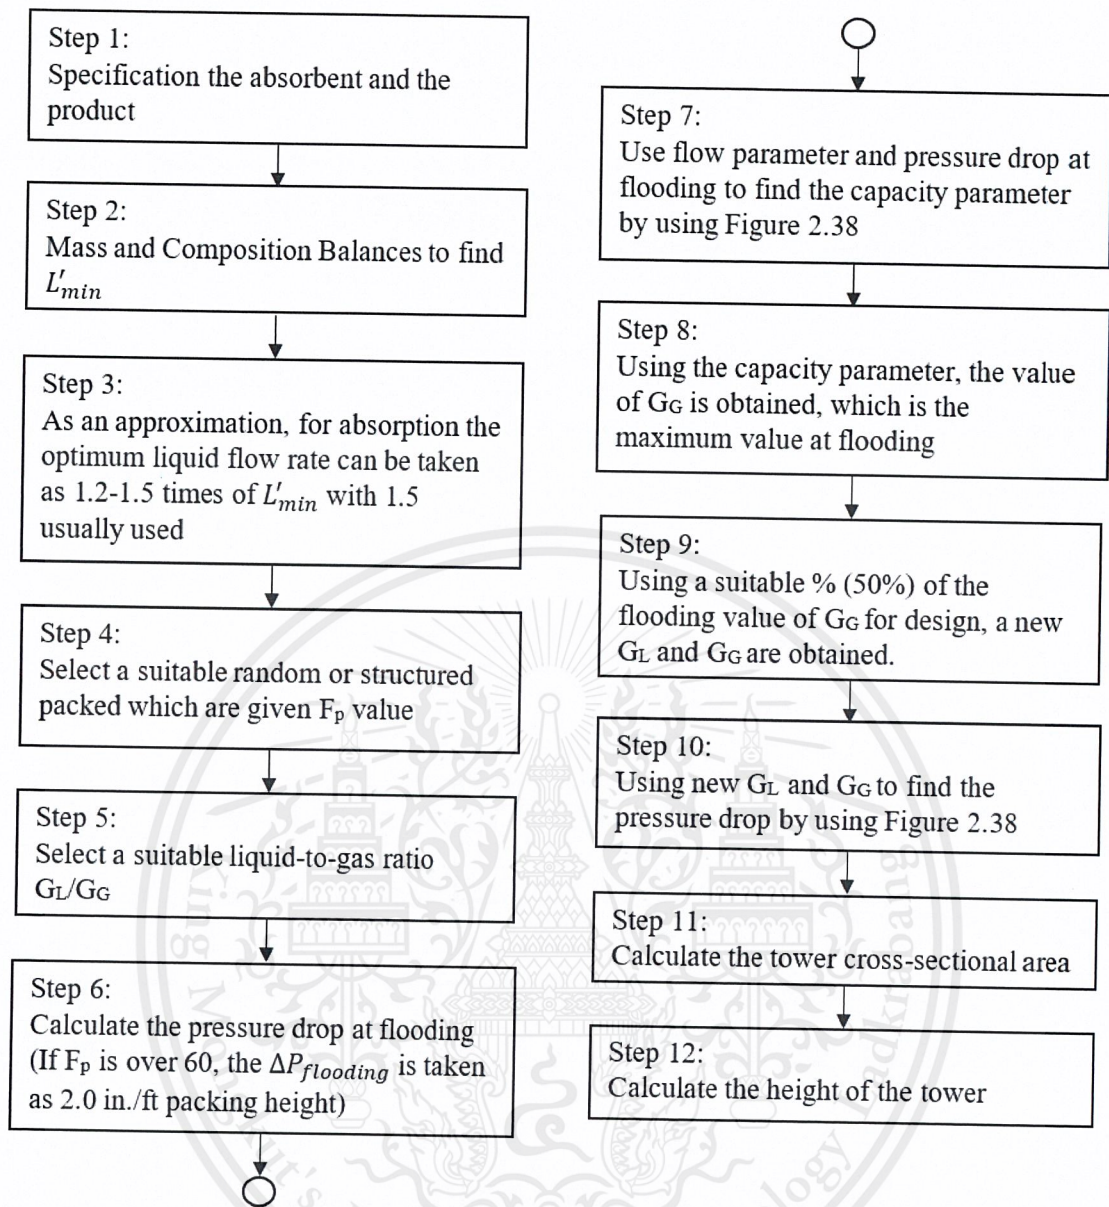 Step 1:
Specification the absorbent and the
product
Step 2:
Mass and Composition Balances to find
L'min
Step 3:
As an approximation, for absorption the
optimum liquid flow rate can be taken
as 1.2-1.5 times of L'min with 1.5
usually used
Step 4:
Select a suitable random or structured
packed which are given Fp value
Step 5:
Select a suitable liquid-to-gas ratio
GL/GG
Step 6:
Calculate the pressure drop at flooding
(If Fp is over 60, the ΔPflooding is taken
as 2.0 in./ft packing height)
Step 7:
Use flow parameter and pressure drop at
flooding to find the capacity parameter
by using Figure 2.38
Step 8:
Using the capacity parameter, the value
of GG is obtained, which is the
maximum value at flooding
Step 9:
Using a suitable % (50%) of the
flooding value of GG for design, a new
GL and GG are obtained.
Step 10:
Using new GL and GG to find the
pressure drop by using Figure 2.38
Step 11:
Calculate the tower cross-sectional area
Step 12:
Calculate the height of the tower
King Mongkut's
ology Ladkrabang